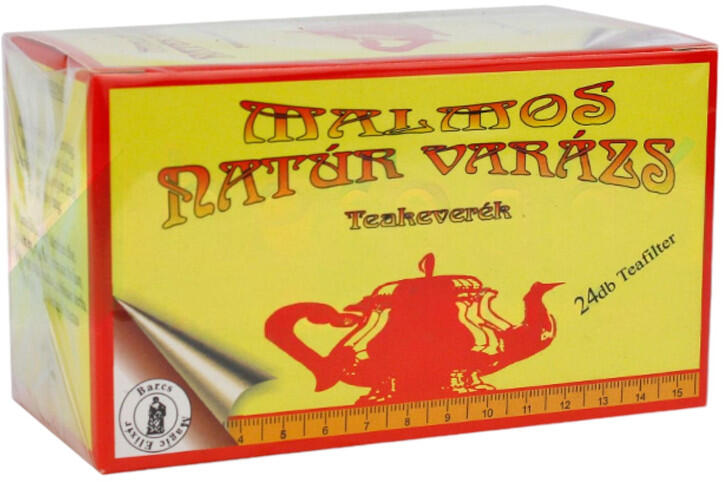 MALMOS
NATÚR VARÁZS
Teakeverék
24db Teafilter
Barcs
Magic Elixír
4 5 6 7 8 9 10 11 12 13 14 15